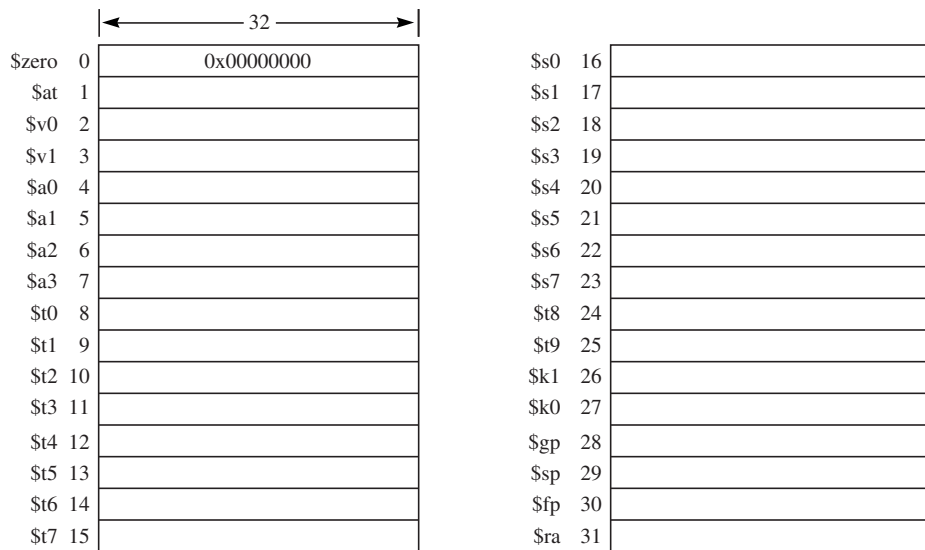 32
$zero 0 0x00000000
$at 1
$v0 2
$v1 3
$a0 4
$a1 5
$a2 6
$a3 7
$t0 8
$t1 9
$t2 10
$t3 11
$t4 12
$t5 13
$t6 14
$t7 15
$s0 16
$s1 17
$s2 18
$s3 19
$s4 20
$s5 21
$s6 22
$s7 23
$t8 24
$t9 25
$k1 26
$k0 27
$gp 28
$sp 29
$fp 30
$ra 31